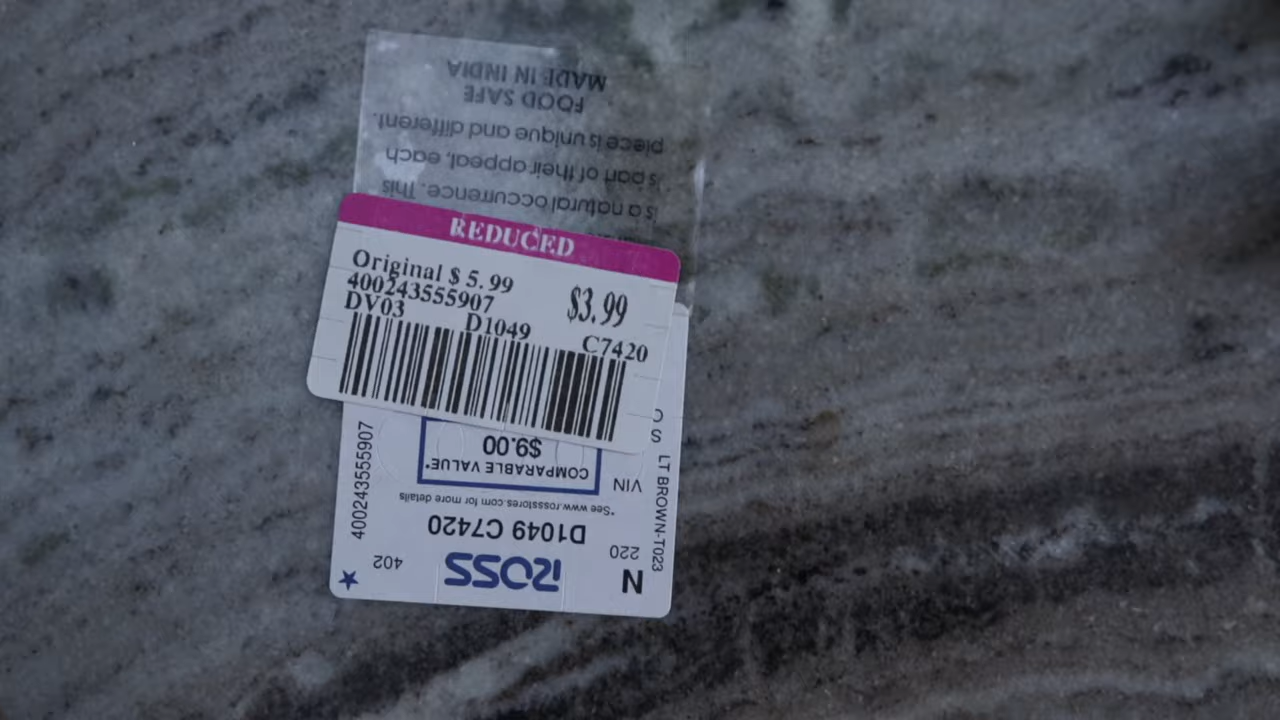 REDUCED
Original $ 5.99
400243555907
$3.99
DV03 D1049 C7420
MADE IN INDIA
FOOD SAFE
piece is unique and different.
is part of their appeal, each
is a natural occurrence. This
ROSS
N
220
402
D1049 C7420
*See www.rossstores.com for more details
COMPARABLE VALUE*
$9.00
VIN
S
C
LT BROWN-T023
400243555907